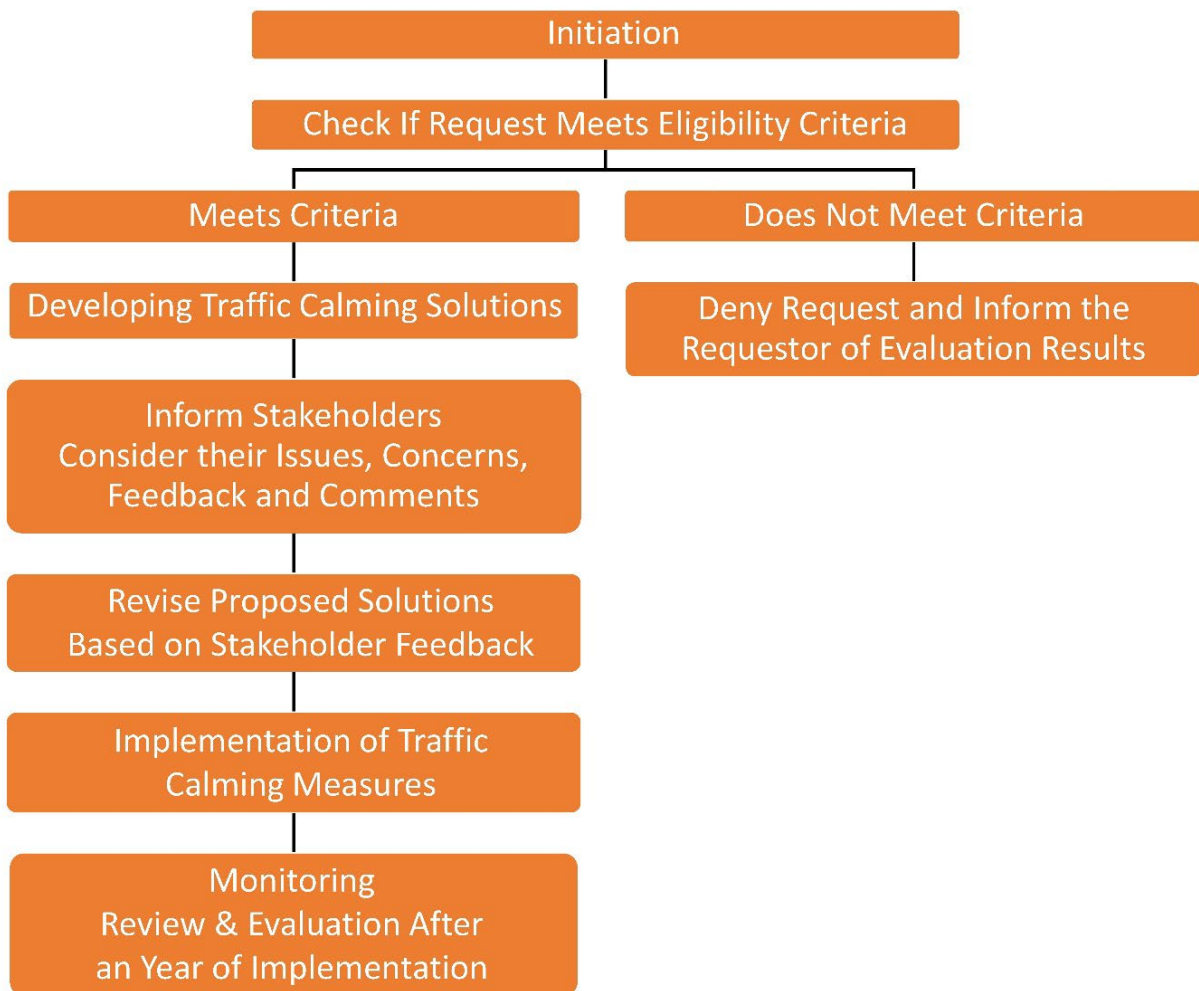 Initiation
Check If Request Meets Eligibility Criteria
Meets Criteria
Does Not Meet Criteria
Developing Traffic Calming Solutions
Deny Request and Inform the
Requestor of Evaluation Results
Inform Stakeholders
Consider their Issues, Concerns,
Feedback and Comments
Revise Proposed Solutions
Based on Stakeholder Feedback
Implementation of Traffic
Calming Measures
Monitoring
Review & Evaluation After
an Year of Implementation